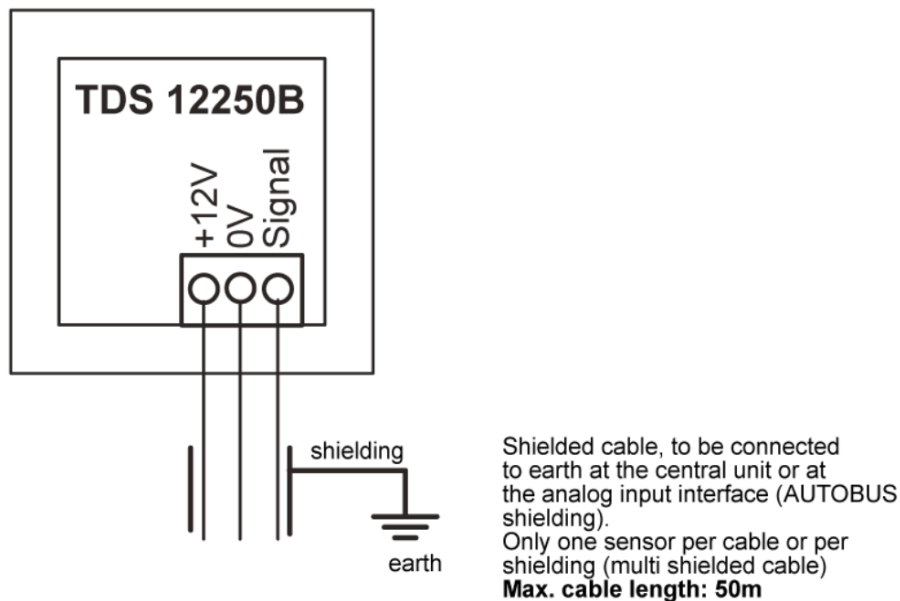 TDS 12250B
+12V
0V
Signal
shielding
earth
Shielded cable, to be connected
to earth at the central unit or at
the analog input interface (AUTOBUS
shielding).
Only one sensor per cable or per
shielding (multi shielded cable)
Max. cable length: 50m